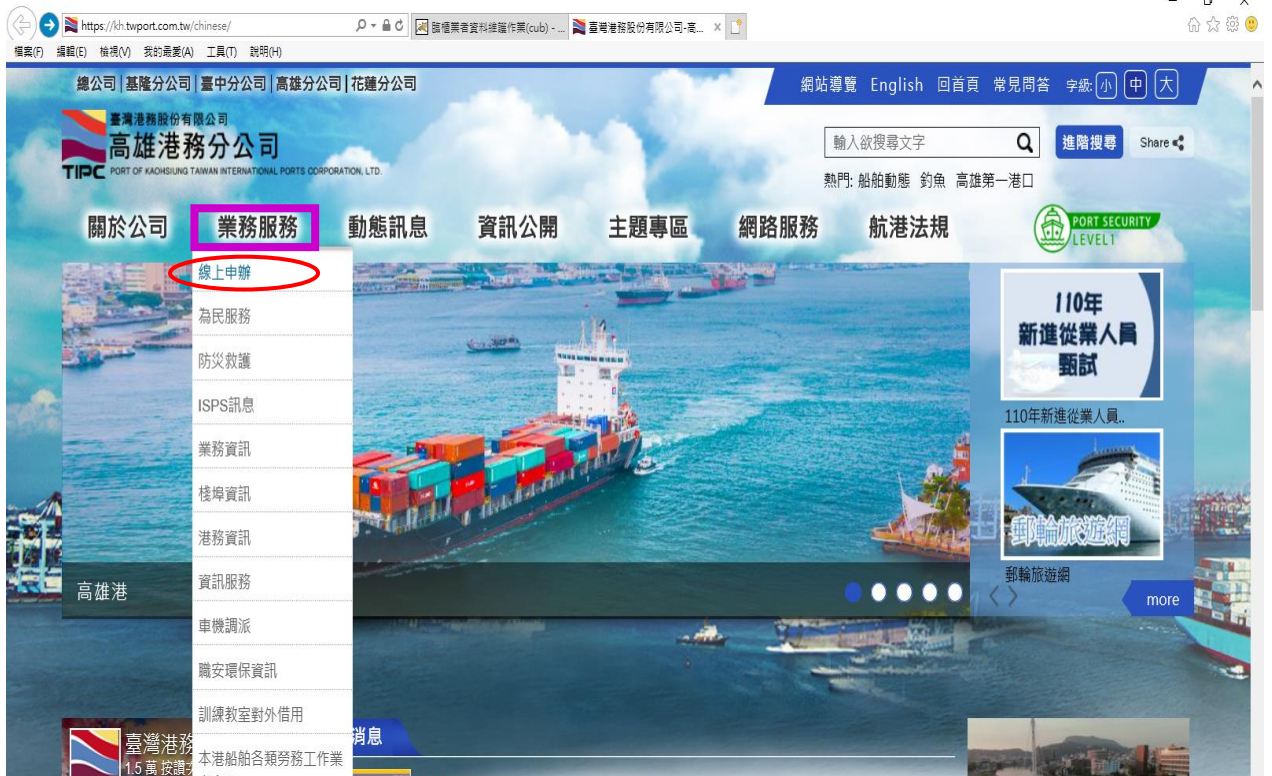 https://kh.twport.com.tw/chinese/
臨櫃業者資料維護作業(cub) - ...
臺灣港務股份有限公司-高...
檔案(F) 編輯(E) 檢視(V) 我的最愛(A) 工具(T) 說明(H)
總公司|基隆分公司|臺中分公司|高雄分公司|花蓮分公司
網站導覽 English 回首頁 常見問答 字級: 小 中 大
臺灣港務股份有限公司
高雄港務分公司
TIPC PORT OF KAOHSIUNG TAIWAN INTERNATIONAL PORTS CORPORATION, LTD.
輸入欲搜尋文字 進階搜尋 Share
熱門: 船舶動態 釣魚 高雄第一港口
關於公司 業務服務 動態訊息 資訊公開 主題專區 網路服務 航港法規
PORT SECURITY
LEVEL1
線上申辦
為民服務
防災救護
ISPS訊息
業務資訊
棧埠資訊
港務資訊
資訊服務
車機調派
職安環保資訊
訓練教室對外借用
本港船舶各類勞務工作業
110年
新進從業人員
甄試
110年新進從業人員..
郵輪旅遊網
郵輪旅遊網
more
高雄港
消息
臺灣港務
1.5 萬 按讚